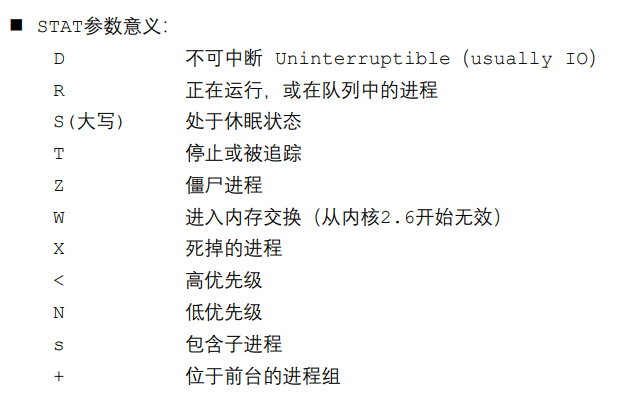 ■ STAT参数意义：
D 不可中断 Uninterruptible（usually IO）
R 正在运行，或在队列中的进程
S(大写) 处于休眠状态
T 停止或被追踪
Z 僵尸进程
W 进入内存交换（从内核2.6开始无效）
X 死掉的进程
< 高优先级
N 低优先级
s 包含子进程
+ 位于前台的进程组